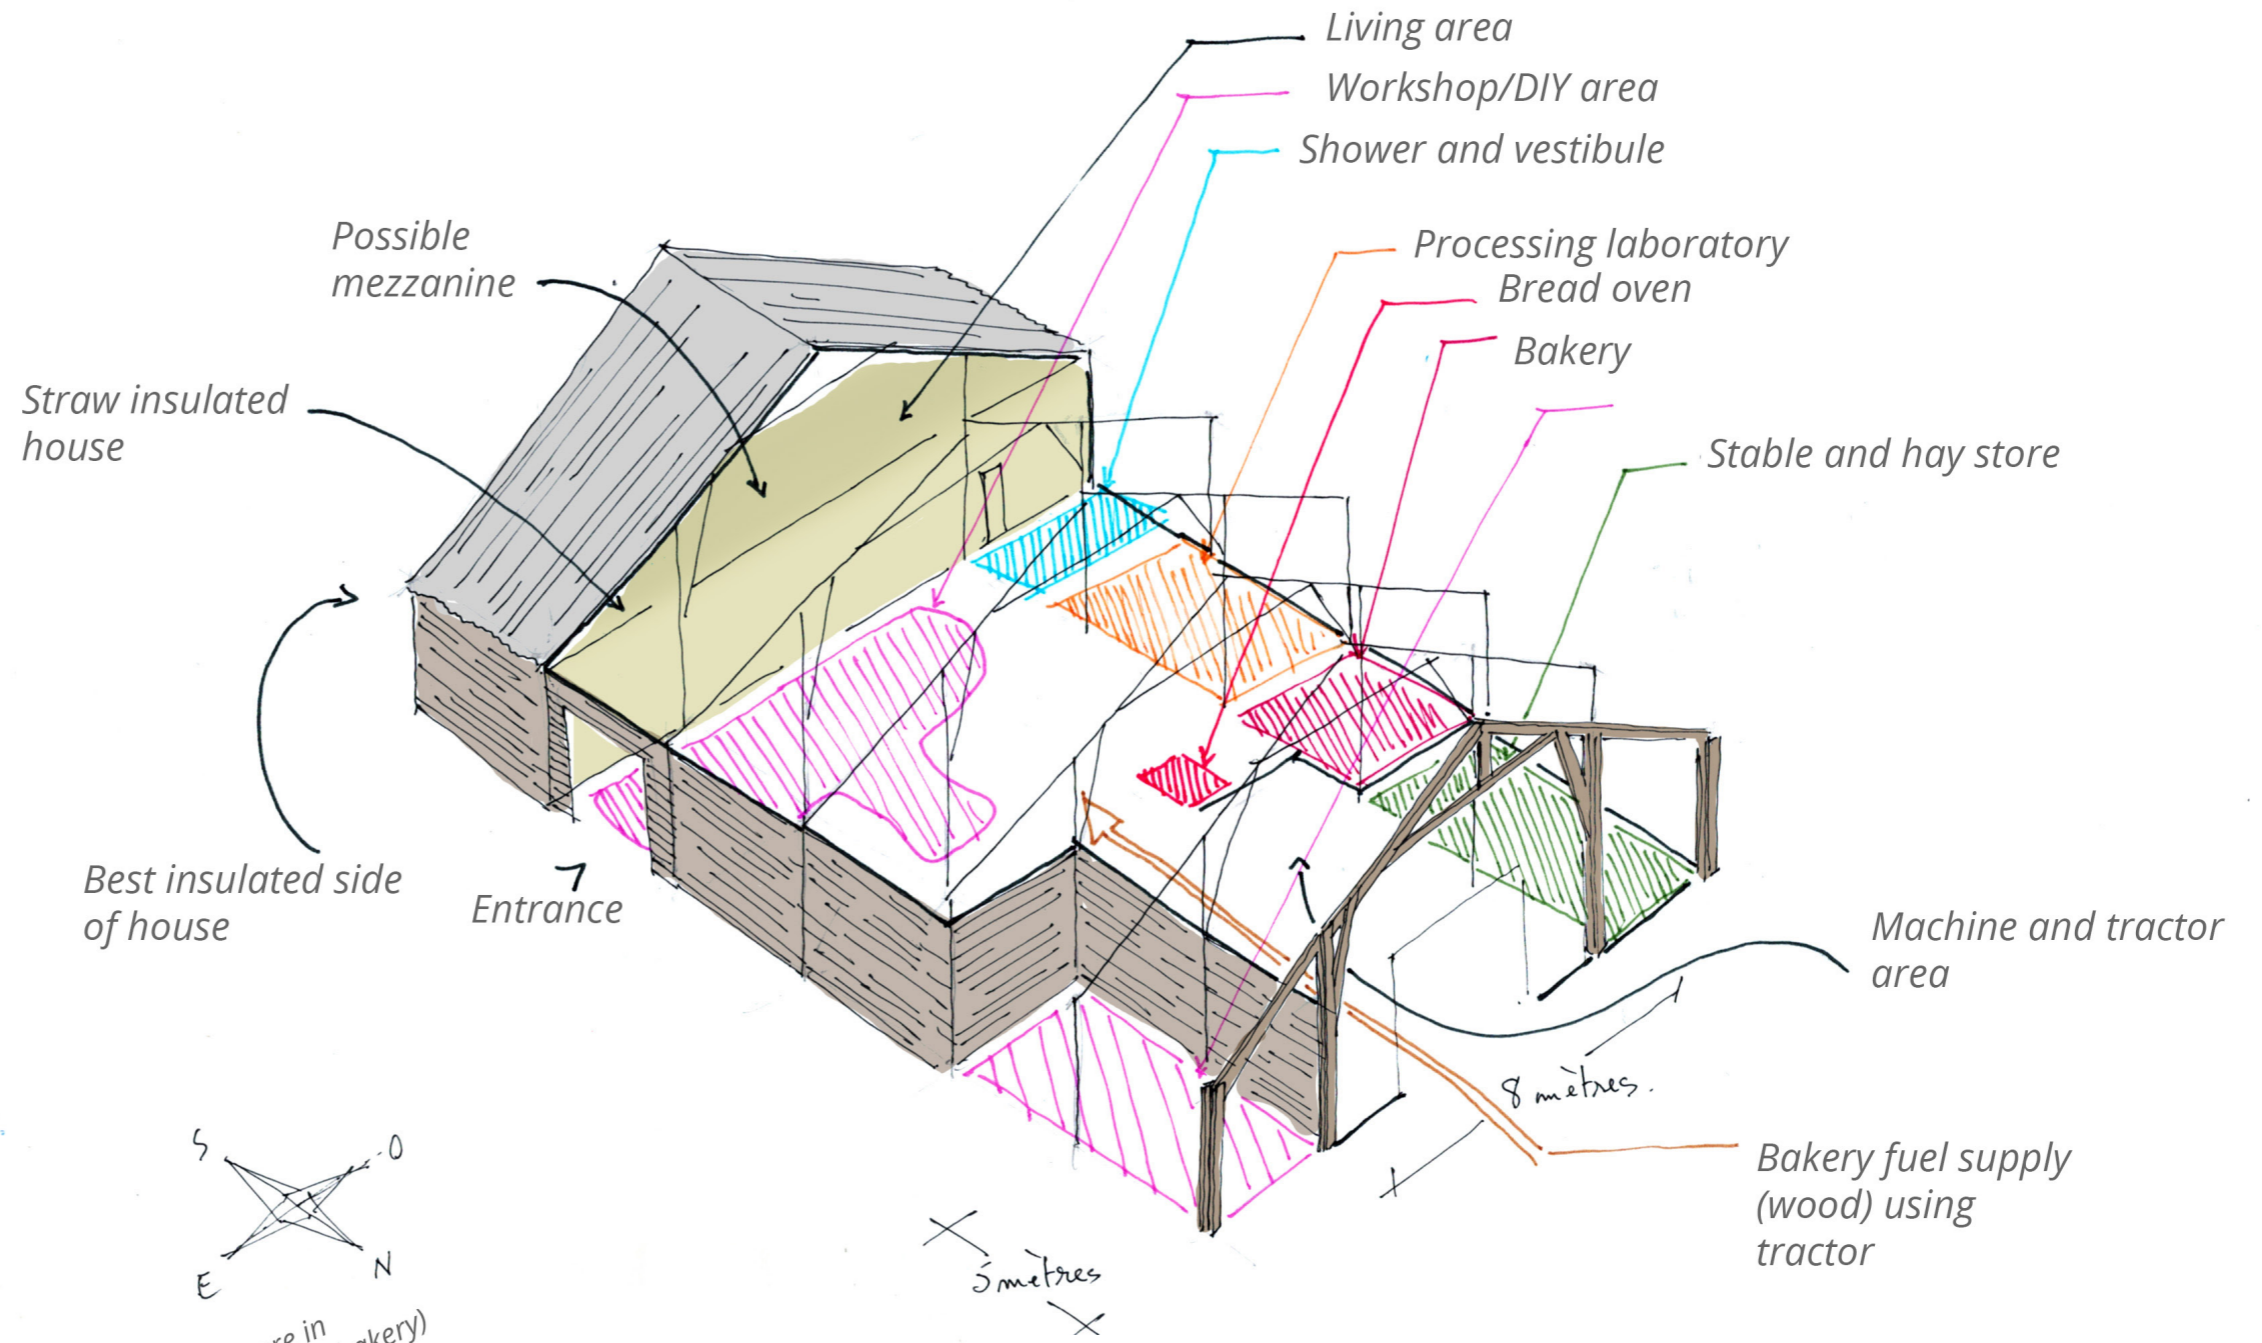 Living area
Workshop/DIY area
Shower and vestibule
Possible
mezzanine
Processing laboratory
Bread oven
Bakery
Straw insulated
house
Stable and hay store
Best insulated side
of house
Entrance
Machine and tractor
area
8 mètres.
Bakery fuel supply
(wood) using
tractor
5 mètres
S
O
E
N
in